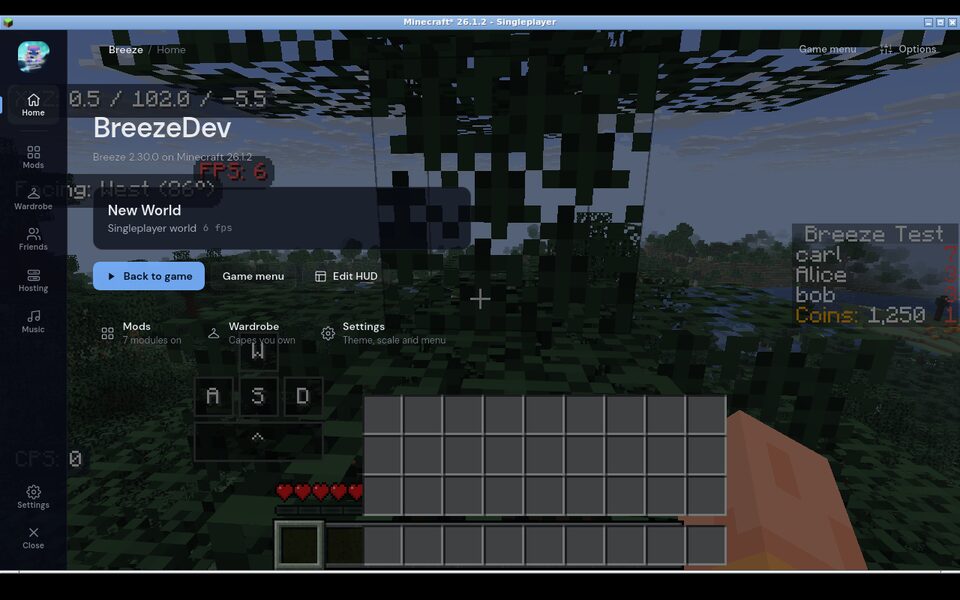 Minecraft* 26.1.2 - Singleplayer
Breeze / Home
Game menu
Options
XYZ: 0.5 / 102.0 / -5.5
Home
BreezeDev
Breeze 2.30.0 on Minecraft 26.1.2
Mods
FPS: 6
Facing: West (86°)
Wardrobe
New World
Singleplayer world 6 fps
Friends
Breeze Test
carl
Alice
bob
Coins: 1,250 1
Hosting
Back to game
Game menu
Edit HUD
Music
Mods
7 modules on
Wardrobe
Capes you own
Settings
Theme, scale and menu
W
A S D
^
CPS: 0
Settings
Close